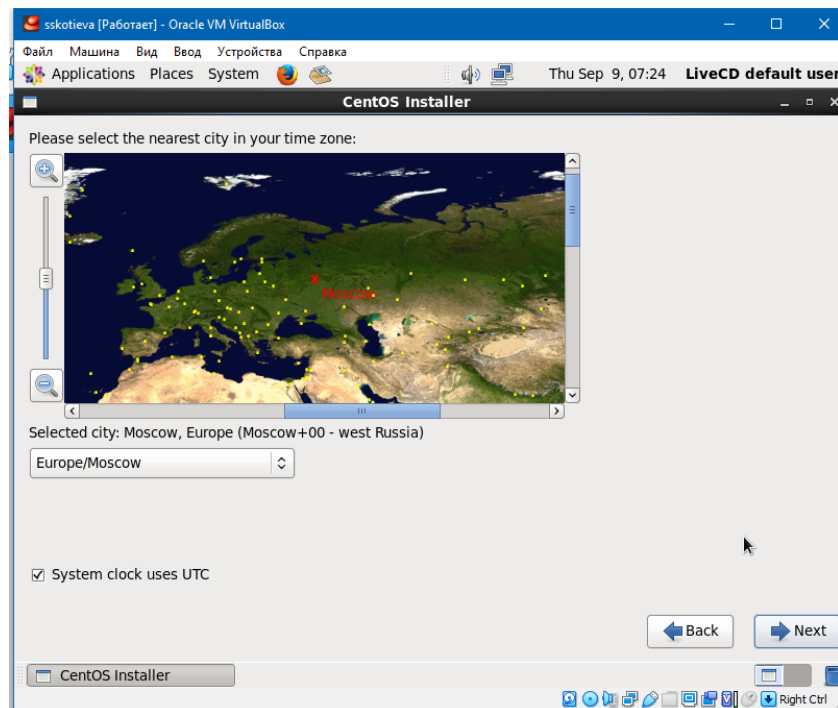 sskotieva [Работает] - Oracle VM VirtualBox
Файл Машина Вид Ввод Устройства Справка
Applications Places System Thu Sep 9, 07:24 LiveCD default user
CentOS Installer
Please select the nearest city in your time zone:
Moscow
Selected city: Moscow, Europe (Moscow+00 - west Russia)
Europe/Moscow
System clock uses UTC
Back Next
CentOS Installer
Right Ctrl